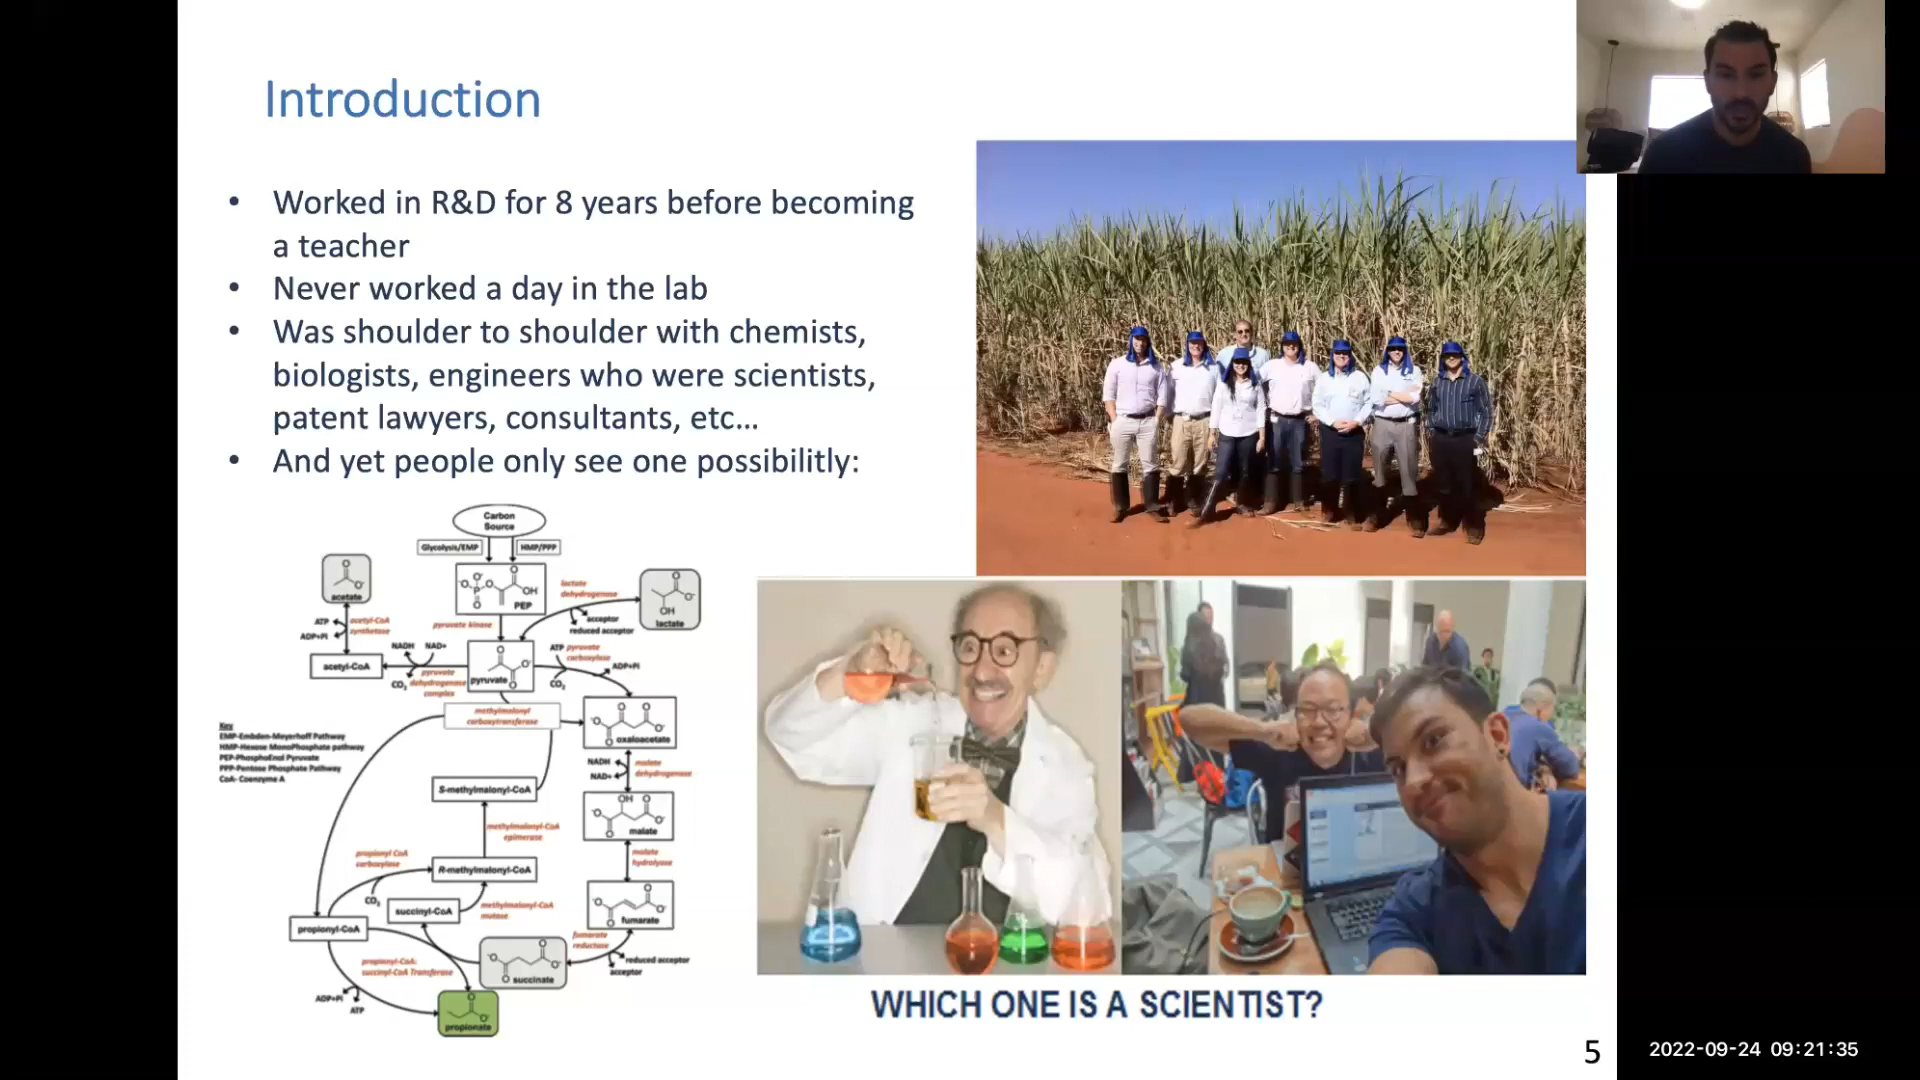 Introduction
• Worked in R&D for 8 years before becoming
a teacher
• Never worked a day in the lab
• Was shoulder to shoulder with chemists,
biologists, engineers who were scientists,
patent lawyers, consultants, etc...
• And yet people only see one possibilitly:
Carbon
Source
Glycolysis/EMP
HMP/PPP
PEP
acetate
lactate
dehydrogenase
lactate
acceptor
reduced acceptor
ATP
ADP+Pi
acetyl-CoA
synthetase
pyruvate kinase
NADH
NAD+
acetyl-CoA
CO2
pyruvate
dehydrogenase
complex
pyruvate
ATP
pyruvate
carboxylase
ADP+Pi
CO2
methylmalonyl
carboxytransferase
oxaloacetate
Key
EMP-Embden-Meyerhoff Pathway
HMP-Hexose MonoPhosphate pathway
PEP-PhosphoEnol Pyruvate
PPP-Pentose Phosphate Pathway
CoA- Coenzyme A
NADH
NAD+
malate
dehydrogenase
S-methylmalonyl-CoA
malate
methylmalonyl-CoA
epimerase
malate
hydrolyase
propionyl CoA
carboxylase
R-methylmalonyl-CoA
CO2
succinyl-CoA
methylmalonyl-CoA
mutase
fumarate
propionyl-CoA
fumarate
reductase
propionyl-CoA:
succinyl-CoA Transferase
succinate
reduced acceptor
acceptor
ADP+Pi
ATP
propionate
WHICH ONE IS A SCIENTIST?
5
2022-09-24 09:21:35